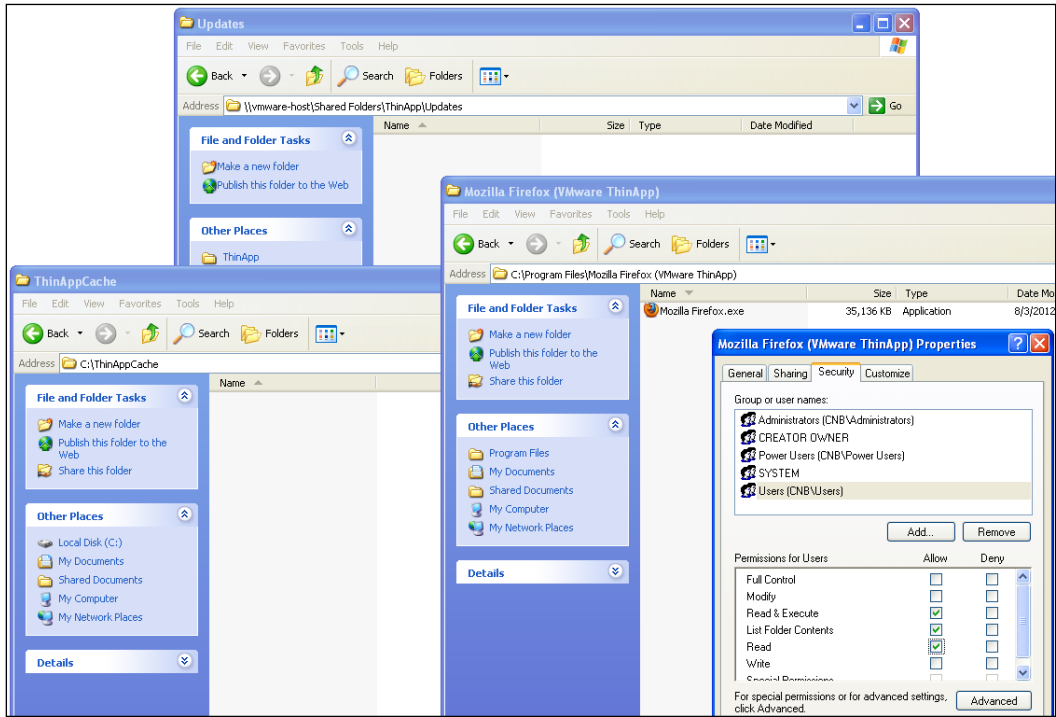 Updates
File Edit View Favorites Tools Help
Back Search Folders
Address \\vmware-host\Shared Folders\ThinApp\Updates Go
Name Size Type Date Modified
File and Folder Tasks
Make a new folder
Publish this folder to the Web
Other Places
ThinApp
Mozilla Firefox (VMware ThinApp)
File Edit View Favorites Tools Help
Back Search Folders
Address C:\Program Files\Mozilla Firefox (VMware ThinApp)
Name Size Type Date Mo
Mozilla Firefox.exe 35,136 KB Application 8/3/2012
File and Folder Tasks
Make a new folder
Publish this folder to the
Web
Share this folder
Other Places
Program Files
My Documents
Shared Documents
My Computer
My Network Places
Details
ThinAppCache
File Edit View Favorites Tools Help
Back Search Folders
Address C:\ThinAppCache
Name
File and Folder Tasks
Make a new folder
Publish this folder to the
Web
Share this folder
Other Places
Local Disk (C:)
My Documents
Shared Documents
My Computer
My Network Places
Details
Mozilla Firefox (VMware ThinApp) Properties
General Sharing Security Customize
Group or user names:
Administrators (CNB\Administrators)
CREATOR OWNER
Power Users (CNB\Power Users)
SYSTEM
Users (CNB\Users)
Add... Remove
Permissions for Users Allow Deny
Full Control
Modify
Read & Execute
List Folder Contents
Read
Write
Special Permissions
For special permissions or for advanced settings,
click Advanced.
Advanced